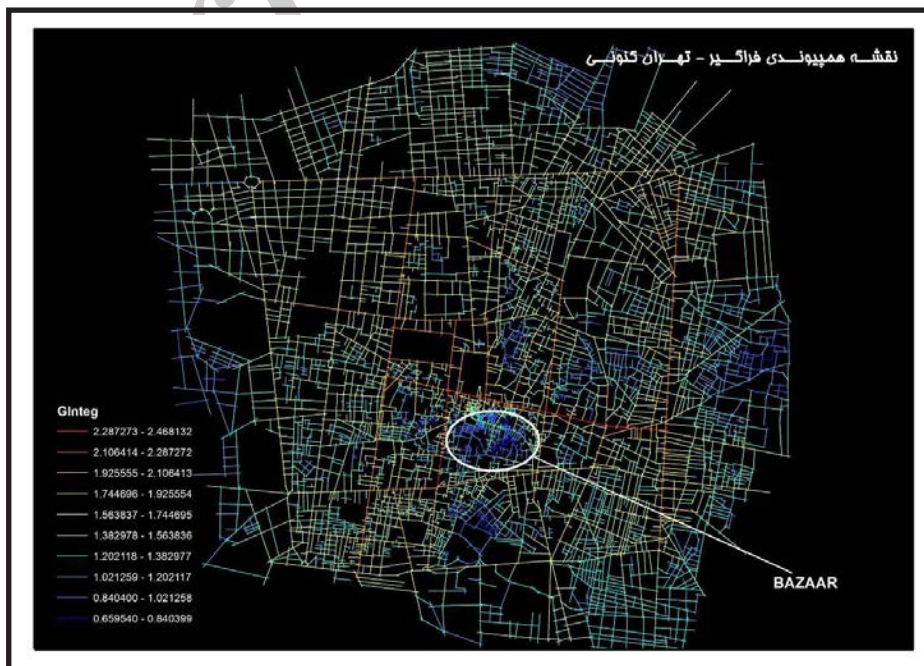 نقشه همپیوندی فراگیر - تهران کنونی
GInteg
2.287273 - 2.468132
2.106414 - 2.287272
1.925555 - 2.106413
1.744696 - 1.925554
1.563837 - 1.744695
1.382978 - 1.563836
1.202118 - 1.382977
1.021259 - 1.202117
0.840400 - 1.021258
0.659540 - 0.840399
BAZAAR